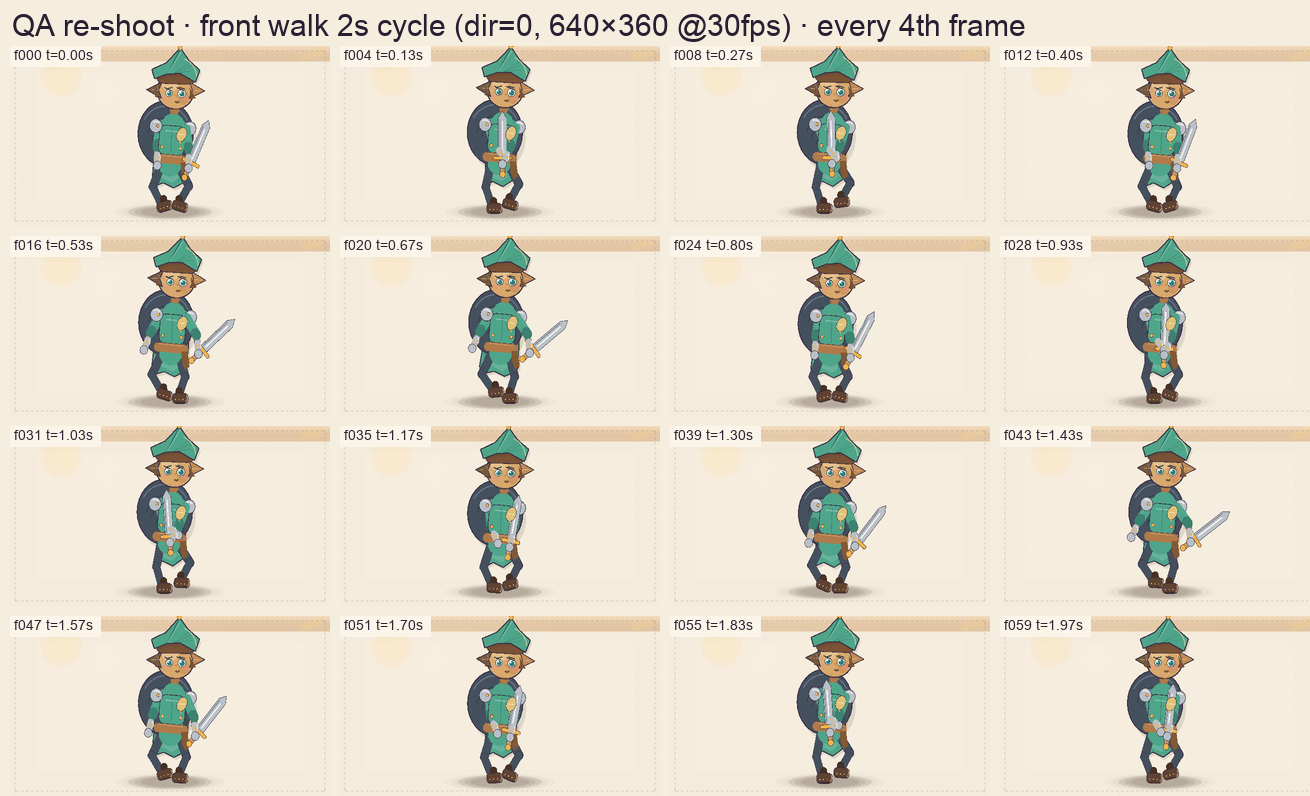 QA re-shoot · front walk 2s cycle (dir=0, 640×360 @30fps) · every 4th frame
f000 t=0.00s
f004 t=0.13s
f008 t=0.27s
f012 t=0.40s
f016 t=0.53s
f020 t=0.67s
f024 t=0.80s
f028 t=0.93s
f031 t=1.03s
f035 t=1.17s
f039 t=1.30s
f043 t=1.43s
f047 t=1.57s
f051 t=1.70s
f055 t=1.83s
f059 t=1.97s